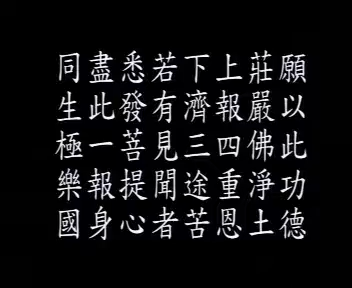 願以此功德
莊嚴佛淨土
上報四重恩
下濟三途苦
若有見聞者
悉發菩提心
盡此一報身
同生極樂國